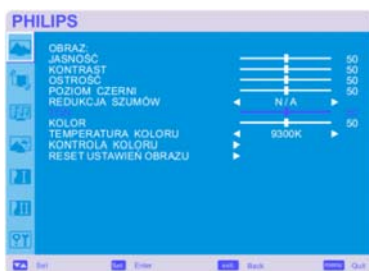 PHILIPS
OBRAZ:
JASNOŚĆ 50
KONTRAST 50
OSTROŚĆ 50
POZIOM CZERNI 50
REDUKCJA SZUMÓW N/A
KOLOR 50
TEMPERATURA KOLORU 9300K
KONTROLA KOLORU
RESET USTAWIEŃ OBRAZU
Sel Enter Back Quit